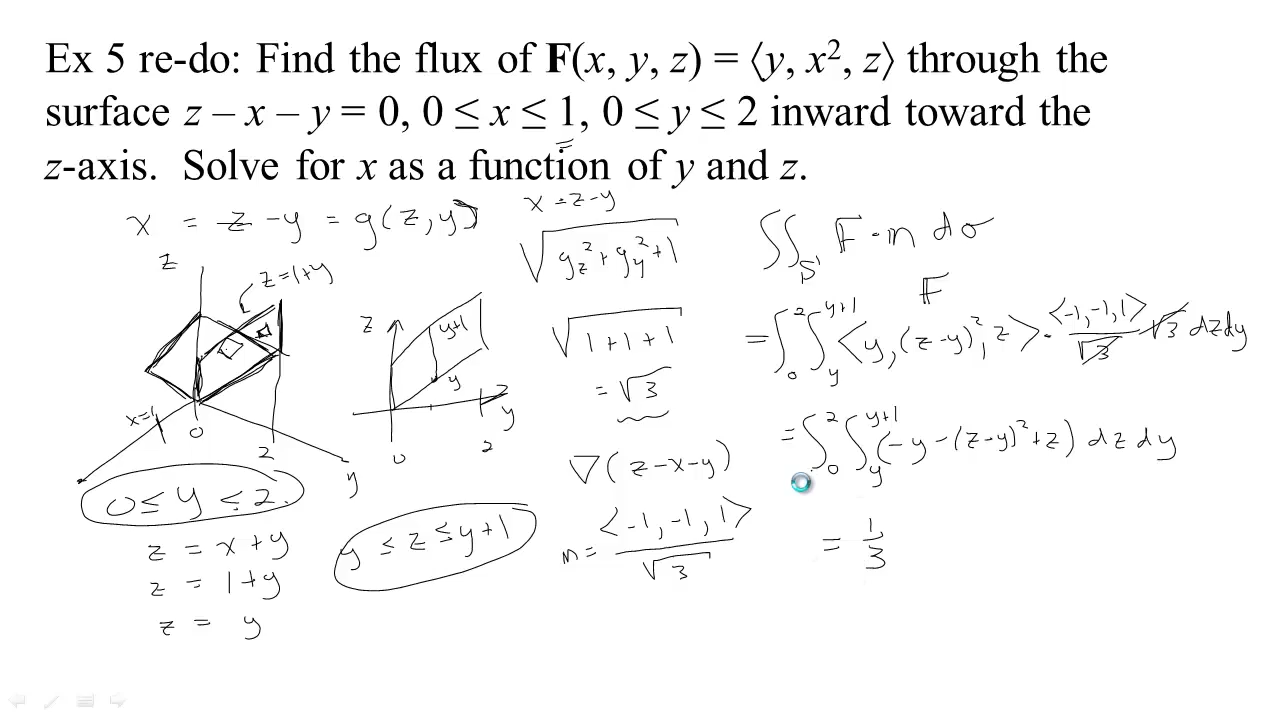 Ex 5 re-do: Find the flux of F(x, y, z) = ⟨y, x², z⟩ through the
surface z – x – y = 0, 0 ≤ x ≤ 1, 0 ≤ y ≤ 2 inward toward the
z-axis.  Solve for x as a function of y and z.
x = z - y = g(z, y)
z
z = 1+y
x=1
0
2
y
0 ≤ y ≤ 2.
z = x + y
z = 1 + y
z = y
z
y+1
y
0
2
y
y ≤ z ≤ y+1
x = z - y
√(g_z² + g_y² + 1)
√(1 + 1 + 1)
= √3
∇(z - x - y)
n = <-1, -1, 1> / √3
∬_S F · n dσ
F
= ∫₀² ∫_y^{y+1} <y, (z-y)², z> · <-1, -1, 1>/√3 √3 dz dy
= ∫₀² ∫_y^{y+1} (-y - (z-y)² + z) dz dy
= 1/3